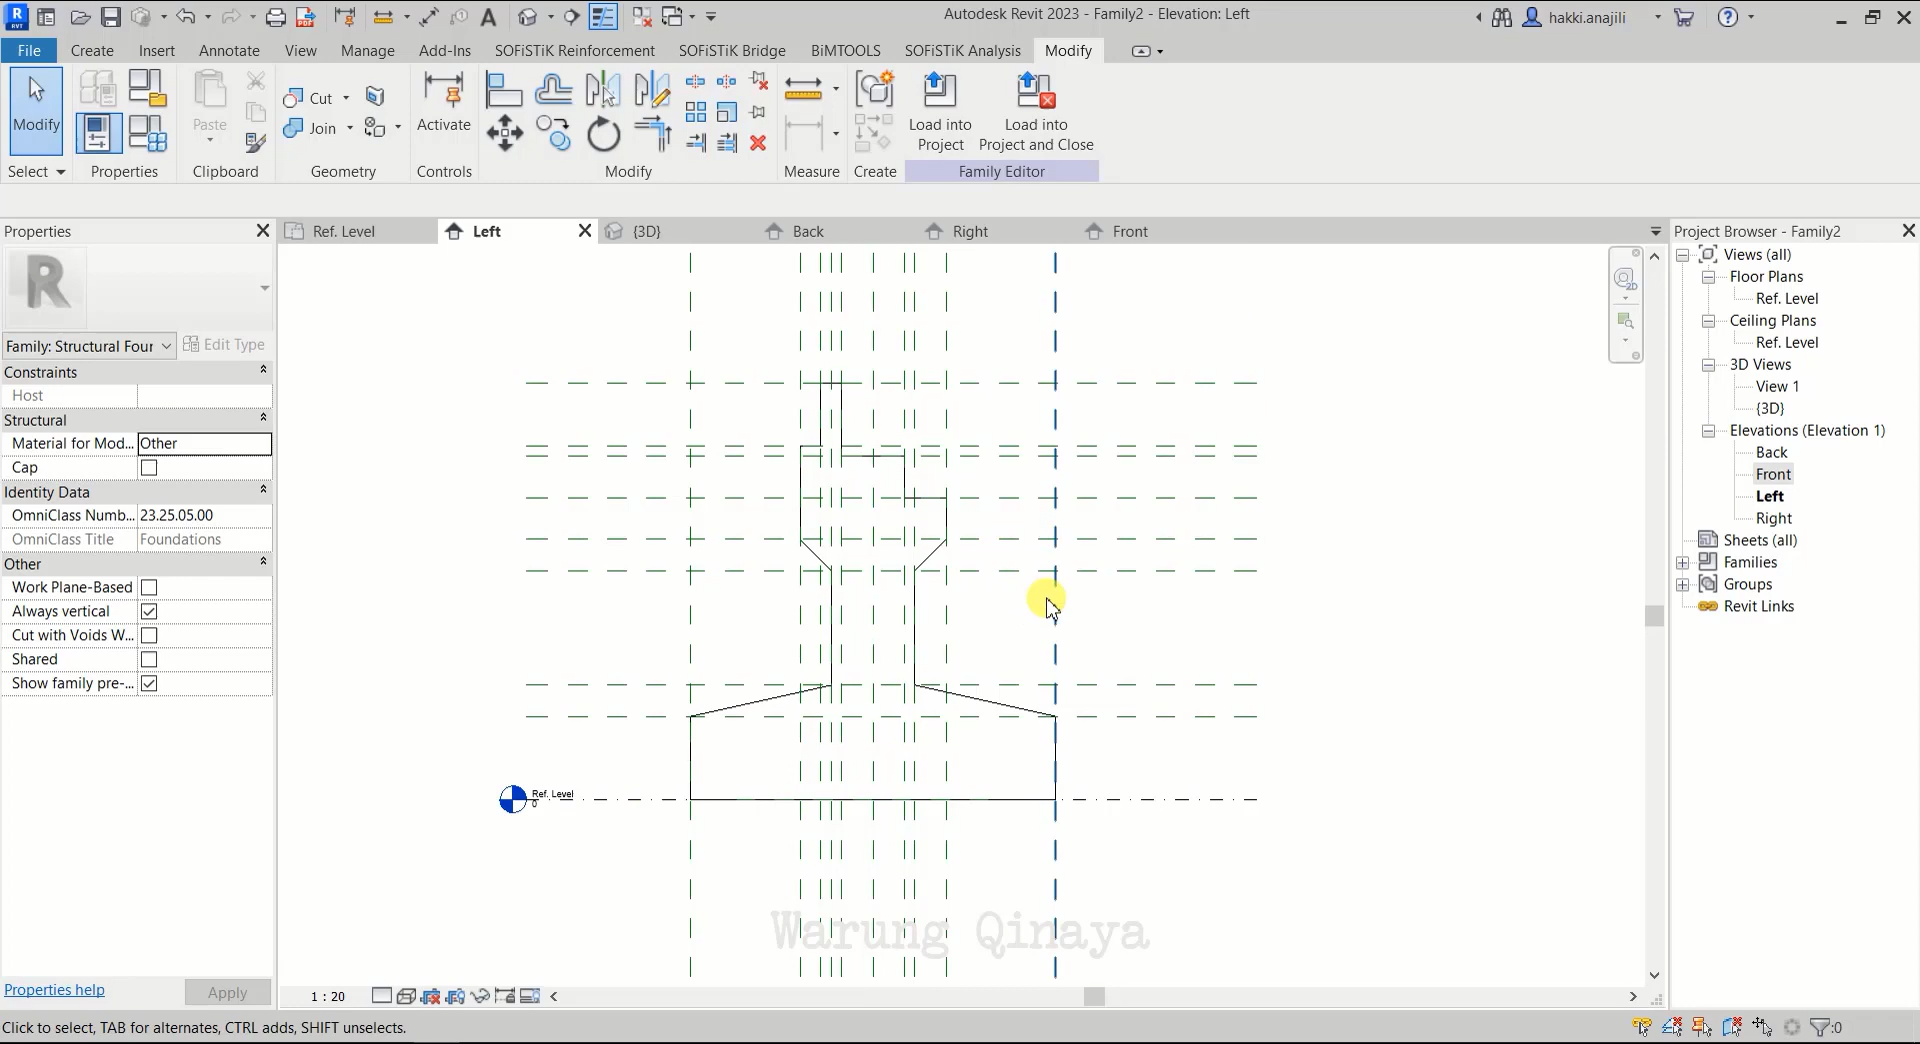 Autodesk Revit 2023 - Family2 - Elevation: Left
hakki.anajili
File
Create
Insert
Annotate
View
Manage
Add-Ins
SOFiSTiK Reinforcement
SOFiSTiK Bridge
BiMTOOLS
SOFiSTiK Analysis
Modify
Modify
Paste
Cut
Join
Activate
Load into
Project
Load into
Project and Close
Select
Properties
Clipboard
Geometry
Controls
Modify
Measure
Create
Family Editor
Properties
Ref. Level
Left
{3D}
Back
Right
Front
Project Browser - Family2
Family: Structural Four
Edit Type
Constraints
Host
Structural
Material for Mod... Other
Cap
Identity Data
OmniClass Numb... 23.25.05.00
OmniClass Title Foundations
Other
Work Plane-Based
Always vertical
Cut with Voids W...
Shared
Show family pre-...
Properties help
Apply
Ref. Level
0
Warung Qinaya
2D
Views (all)
Floor Plans
Ref. Level
Ceiling Plans
Ref. Level
3D Views
View 1
{3D}
Elevations (Elevation 1)
Back
Front
Left
Right
Sheets (all)
Families
Groups
Revit Links
1 : 20
Click to select, TAB for alternates, CTRL adds, SHIFT unselects.
:0